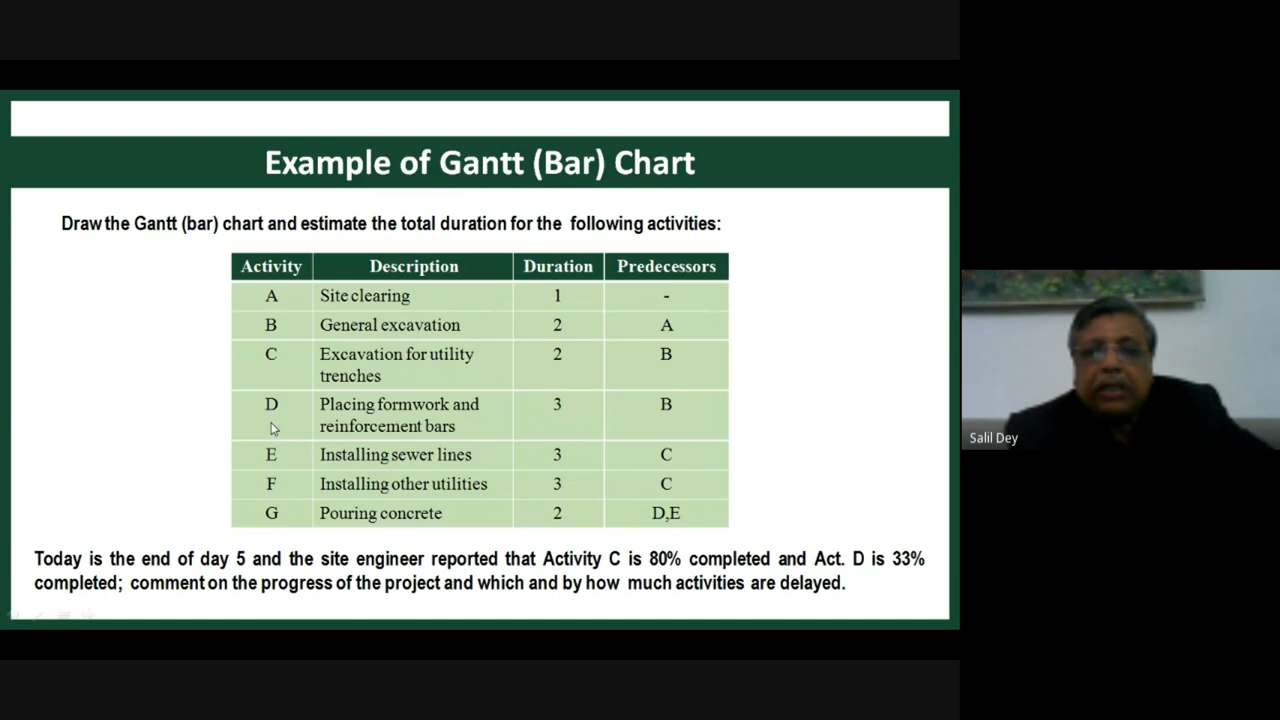 Example of Gantt (Bar) Chart
Draw the Gantt (bar) chart and estimate the total duration for the following activities:
Activity Description Duration Predecessors
A Site clearing 1 -
B General excavation 2 A
C Excavation for utility trenches 2 B
D Placing formwork and reinforcement bars 3 B
E Installing sewer lines 3 C
F Installing other utilities 3 C
G Pouring concrete 2 D,E
Today is the end of day 5 and the site engineer reported that Activity C is 80% completed and Act. D is 33%
completed; comment on the progress of the project and which and by how much activities are delayed.
Salil Dey